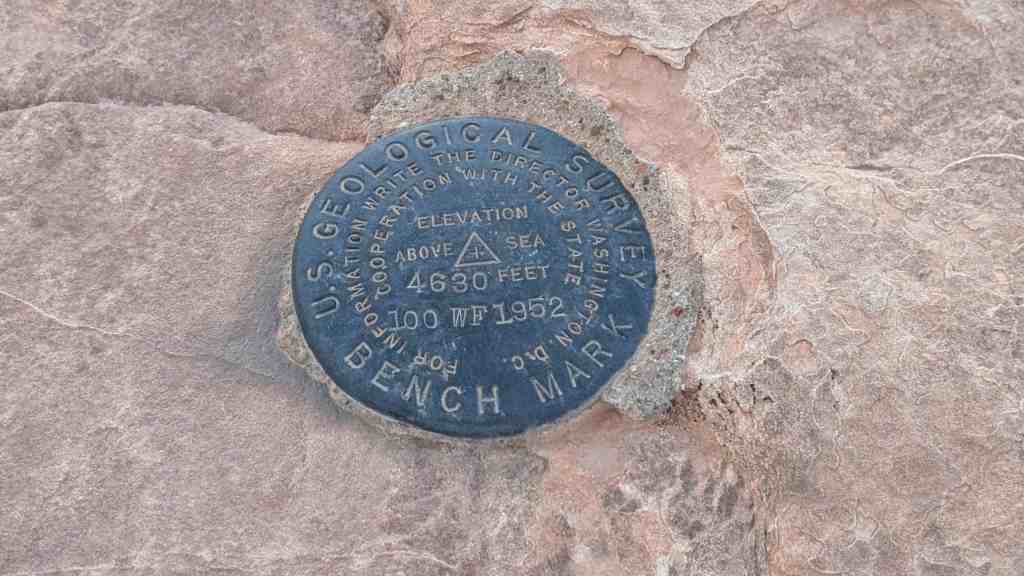 U.S. GEOLOGICAL SURVEY
FOR INFORMATION WRITE THE DIRECTOR WASHINGTON, D.C.
COOPERATION WITH THE STATE
ELEVATION
ABOVE SEA
4630 FEET
100 WF 1952
BENCH MARK